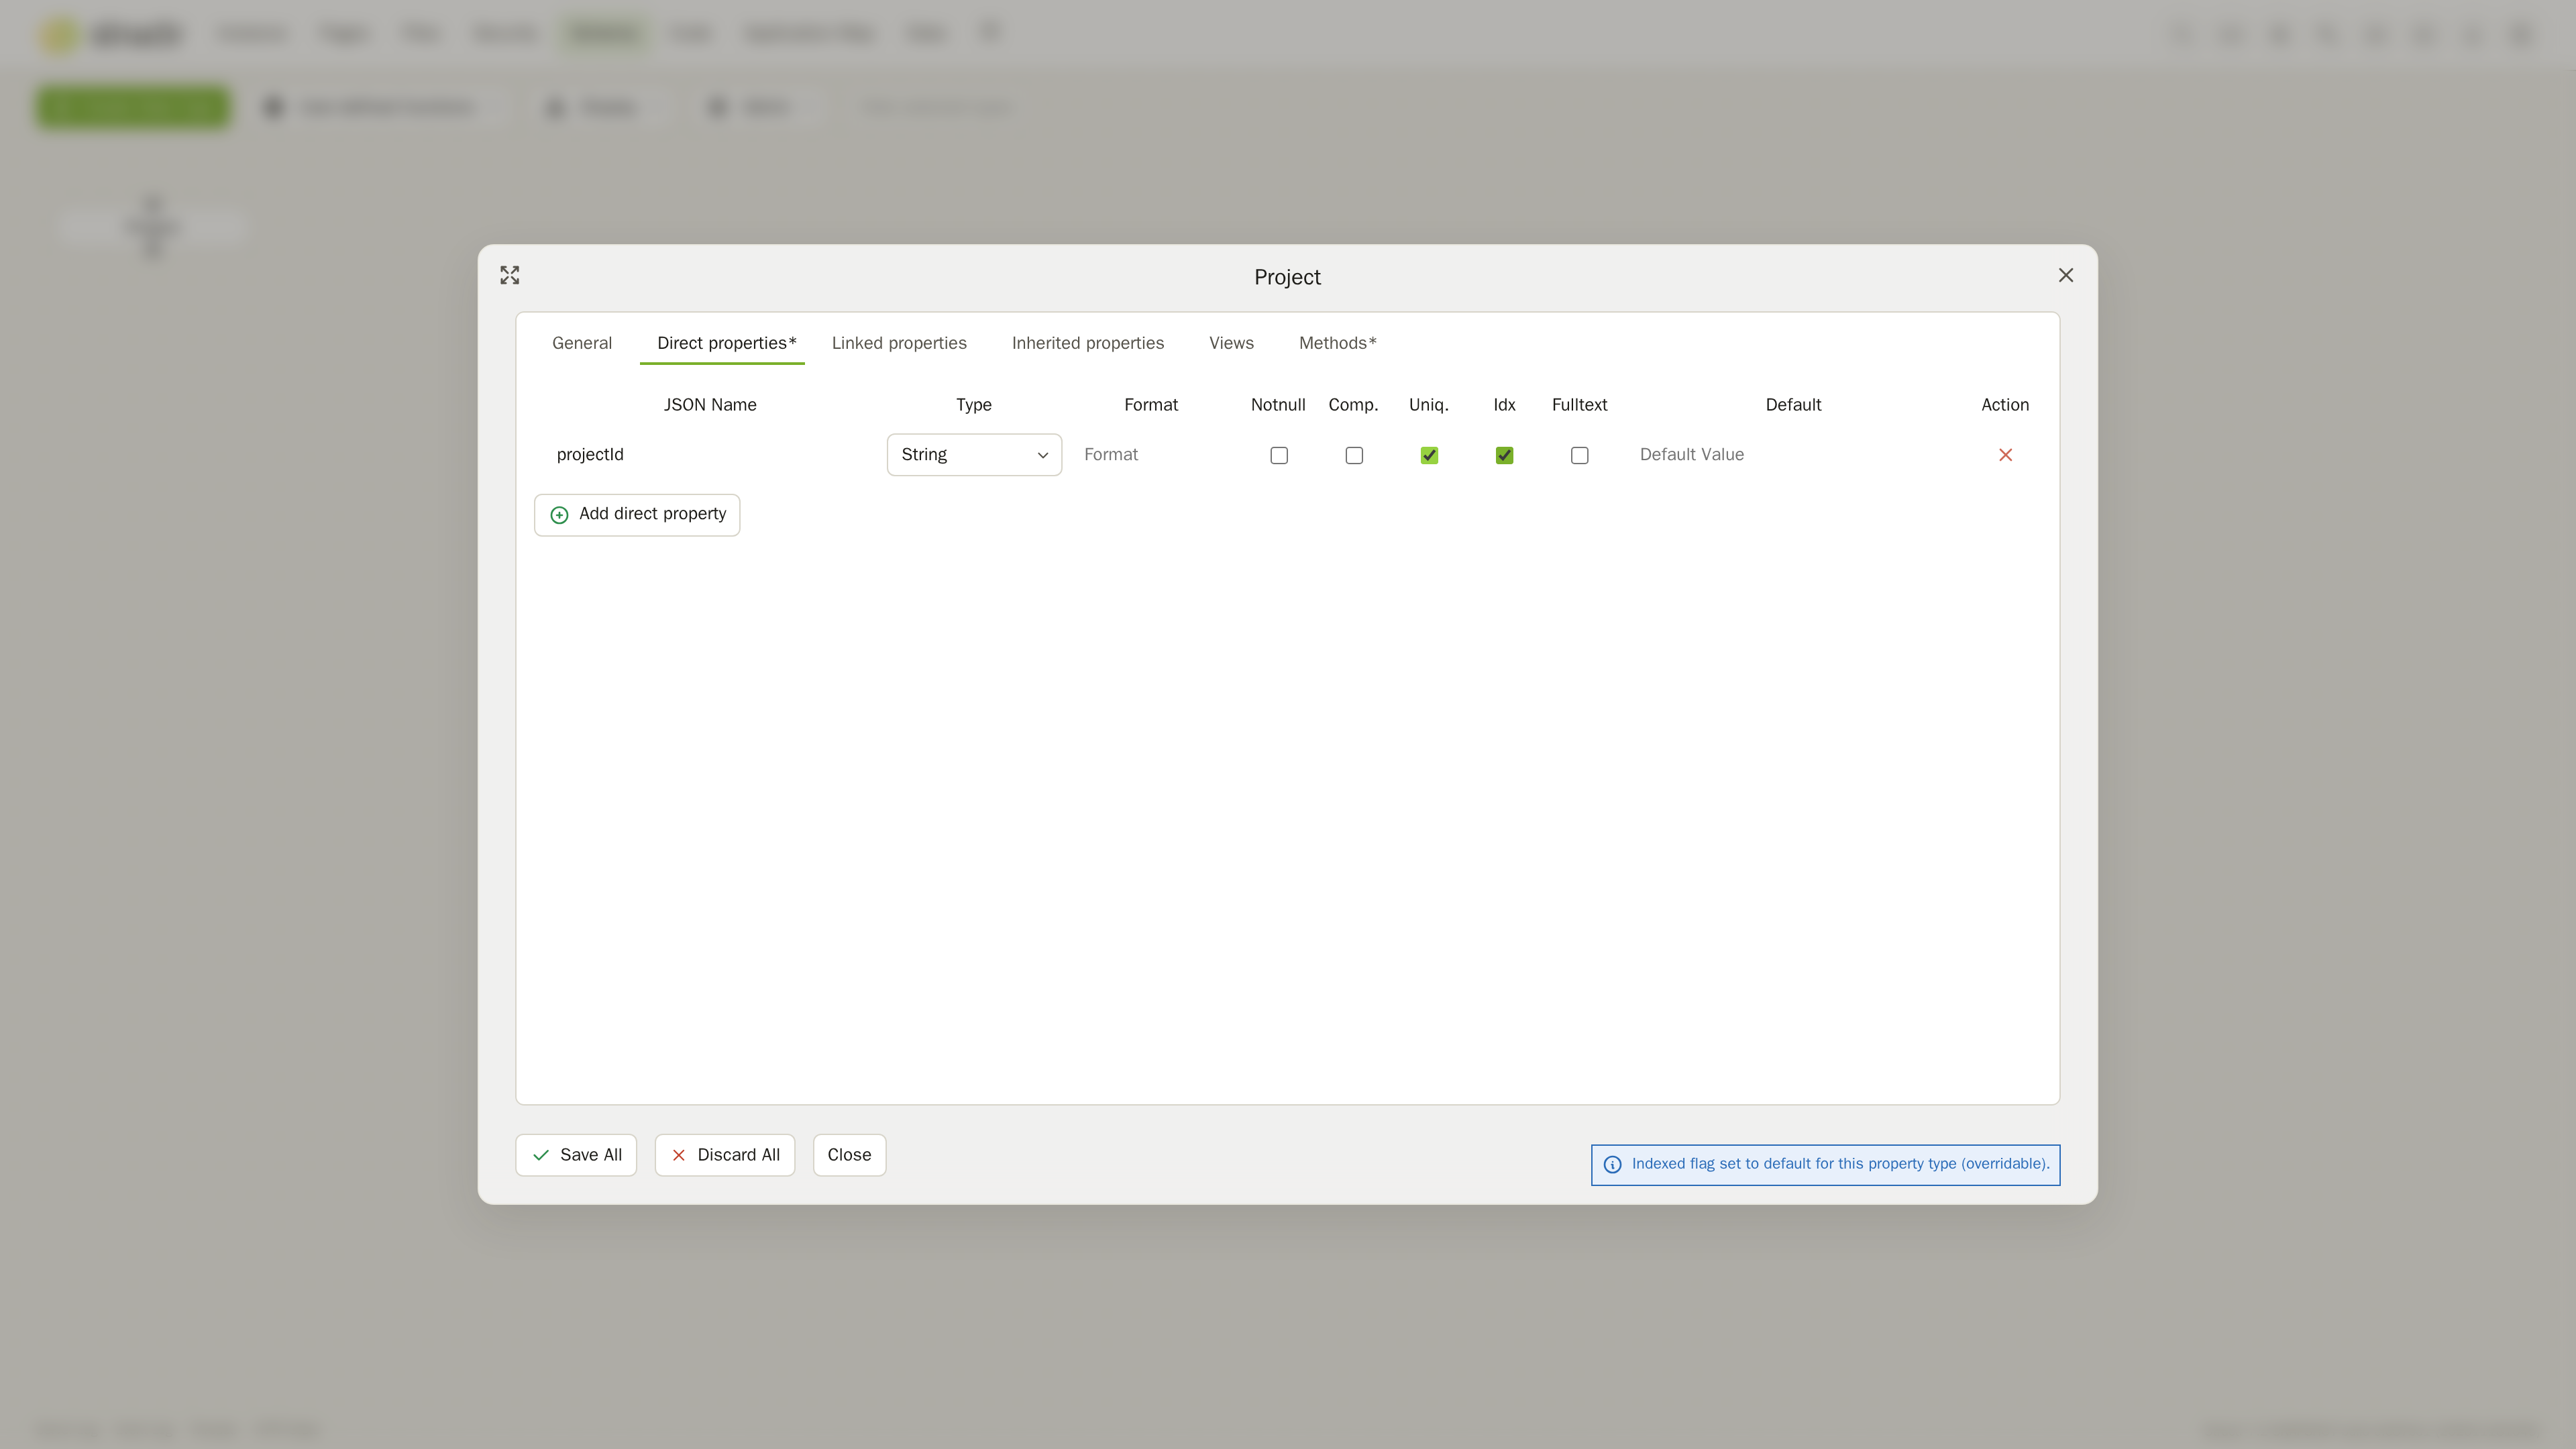 Project
General Direct properties* Linked properties Inherited properties Views Methods*
JSON Name Type Format Notnull Comp. Uniq. Idx Fulltext Default Action
projectId String Format Default Value
Add direct property
Save All Discard All Close
Indexed flag set to default for this property type (overridable).